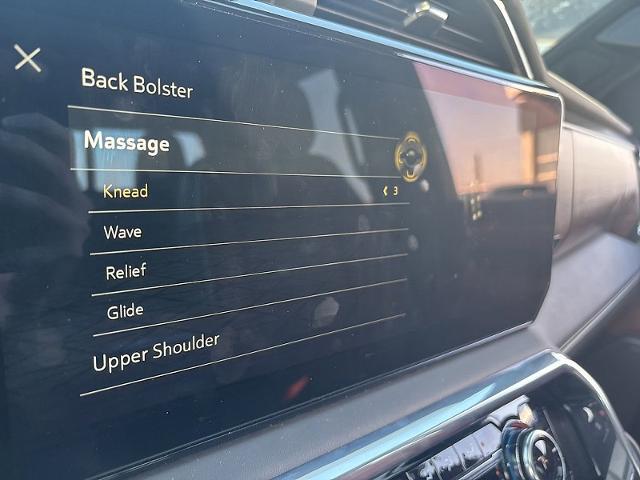 Back Bolster
Massage
Knead ‹ 3
Wave
Relief
Glide
Upper Shoulder